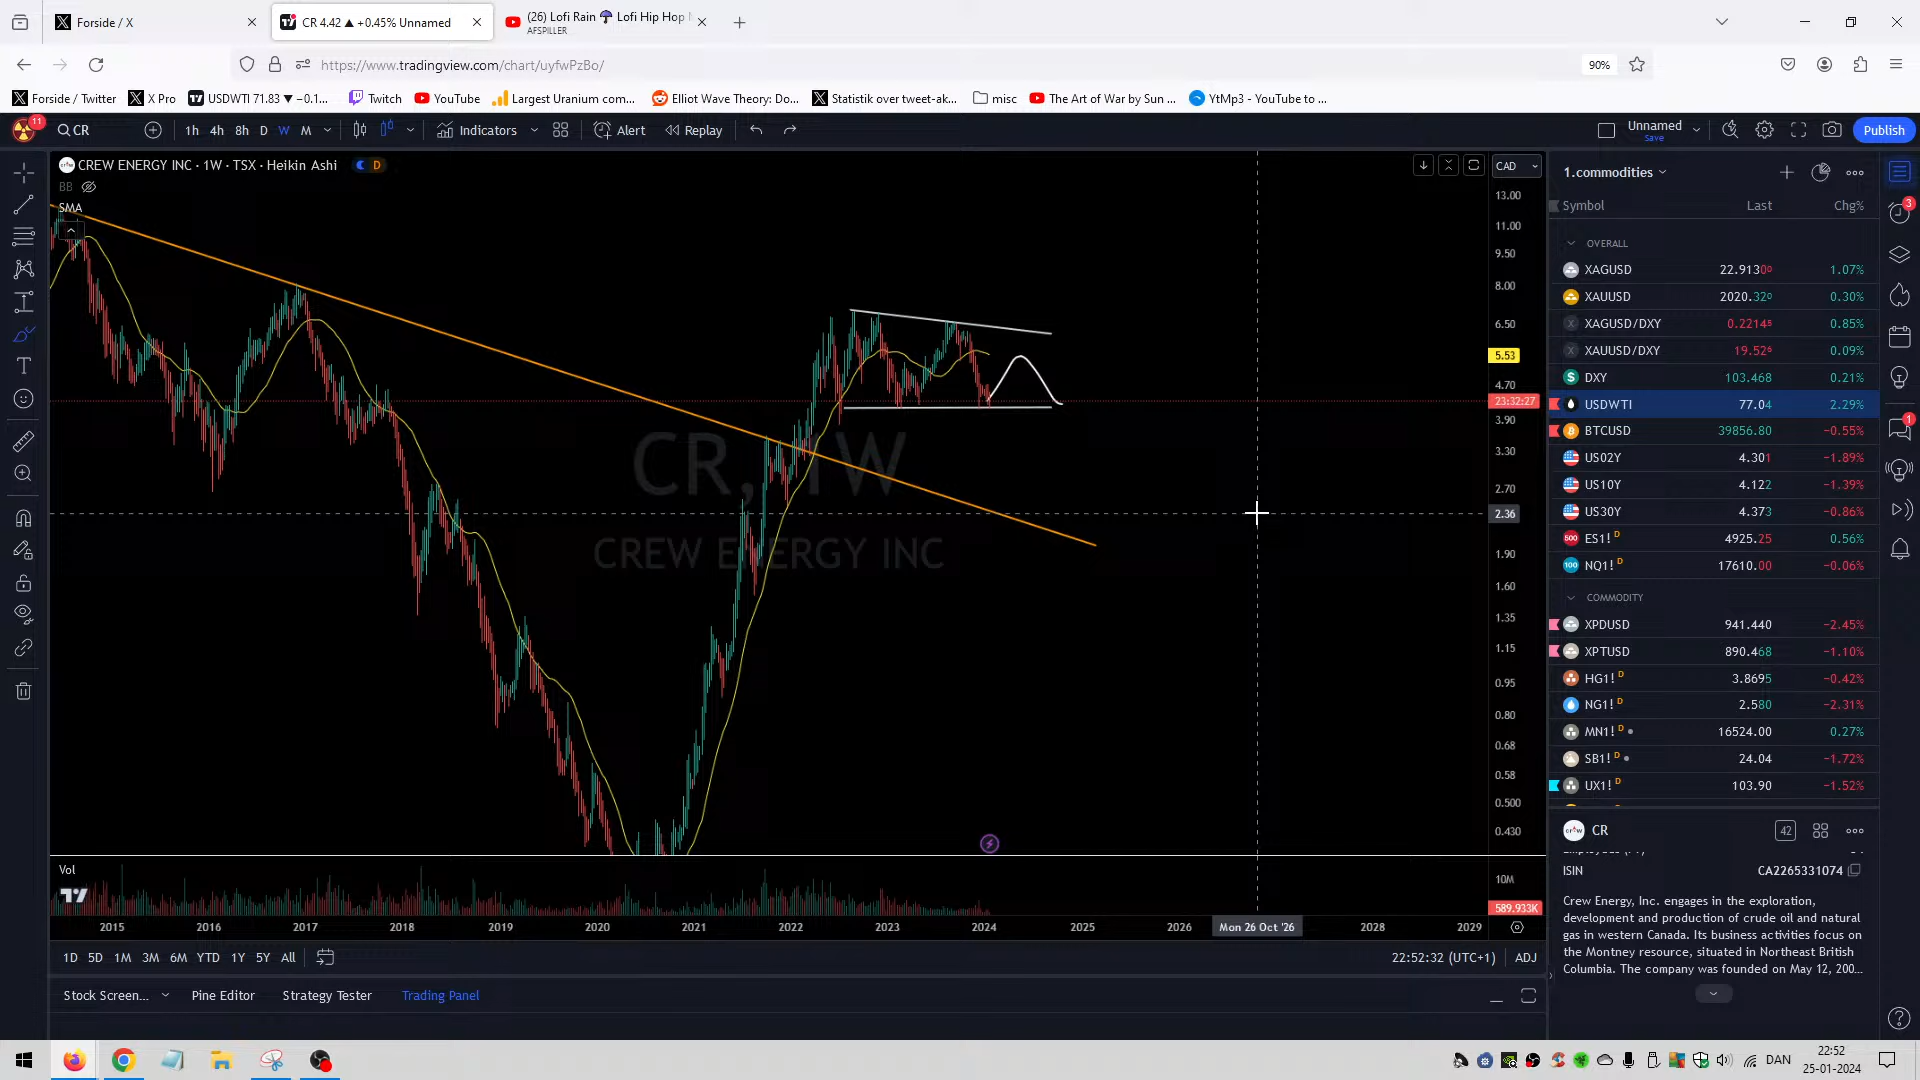 Forside / X
CR 4.42 ▲ +0.45% Unnamed
(26) Lofi Rain ☔ Lofi Hip Hop
AFSPILLER
https://www.tradingview.com/chart/uyfwPzBo/
90%
Forside / Twitter
X Pro
USDWTI 71.83 ▼ −0.1...
Twitch
YouTube
Largest Uranium com...
Elliot Wave Theory: Do...
Statistik over tweet-ak...
misc
The Art of War by Sun ...
YtMp3 - YouTube to ...
11
CR
1h 4h 8h D W M
Indicators
Alert
Replay
Unnamed
Save
Publish
CREW ENERGY INC · 1W · TSX · Heikin Ashi
D
BB
SMA
CAD
13.00
11.00
9.50
8.00
6.50
5.53
4.70
23:32:27
3.90
3.30
2.70
2.36
1.90
1.60
1.35
1.15
0.95
0.80
0.68
0.58
0.500
0.430
CR, 1W
CREW ENERGY INC
Vol
10M
589.933K
2015 2016 2017 2018 2019 2020 2021 2022 2023 2024 2025 2026 Mon 26 Oct '26 2028 2029
1D 5D 1M 3M 6M YTD 1Y 5Y All
22:52:32 (UTC+1)
ADJ
Stock Screen...
Pine Editor
Strategy Tester
Trading Panel
1.commodities
Symbol Last Chg%
OVERALL
XAGUSD 22.9130 1.07%
XAUUSD 2020.320 0.30%
XAGUSD/DXY 0.22148 0.85%
XAUUSD/DXY 19.526 0.09%
DXY 103.468 0.21%
USDWTI 77.04 2.29%
BTCUSD 39856.80 −0.55%
US02Y 4.301 −1.89%
US10Y 4.122 −1.39%
US30Y 4.373 −0.86%
500 ES1! D 4925.25 0.56%
100 NQ1! D 17610.00 −0.06%
COMMODITY
XPDUSD 941.440 −2.45%
XPTUSD 890.468 −1.10%
HG1! D 3.8695 −0.42%
NG1! D 2.580 −2.31%
MN1! D 16524.00 0.27%
SB1! D 24.04 −1.72%
UX1! D 103.90 −1.52%
3
1
CR
42
ISIN CA2265331074
Crew Energy, Inc. engages in the exploration,
development and production of crude oil and natural
gas in western Canada. Its business activities focus on
the Montney resource, situated in Northeast British
Columbia. The company was founded on May 12, 200...
DAN
22:52
25-01-2024